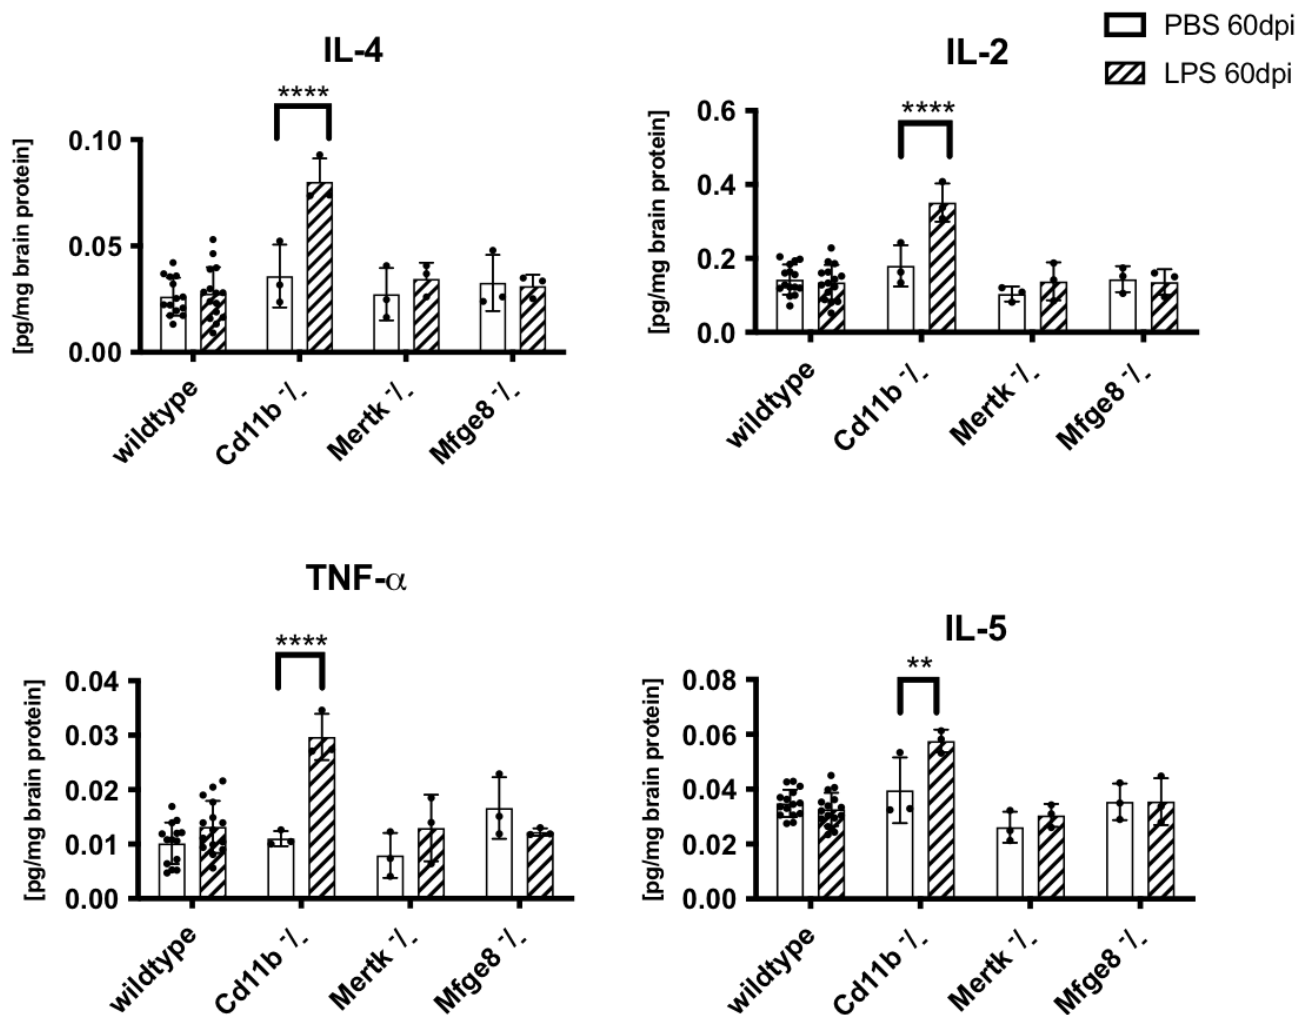 PBS 60dpi
LPS 60dpi
IL-4
****
[pg/mg brain protein]
0.10
0.05
0.00
wildtype
Cd11b -/-
Mertk -/-
Mfge8 -/-
IL-2
****
[pg/mg brain protein]
0.6
0.4
0.2
0.0
wildtype
Cd11b -/-
Mertk -/-
Mfge8 -/-
TNF-α
****
[pg/mg brain protein]
0.04
0.03
0.02
0.01
0.00
wildtype
Cd11b -/-
Mertk -/-
Mfge8 -/-
IL-5
**
[pg/mg brain protein]
0.08
0.06
0.04
0.02
0.00
wildtype
Cd11b -/-
Mertk -/-
Mfge8 -/-